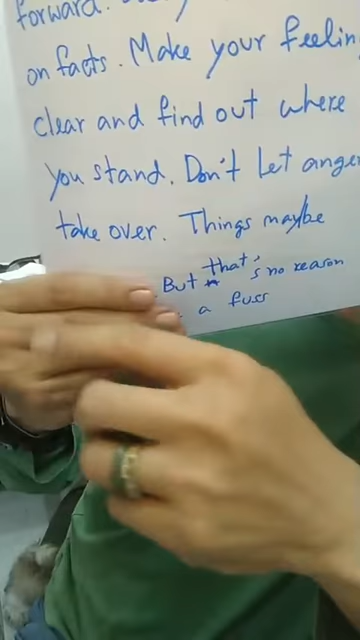 forward.
on facts. Make your feelin
clear and find out where
you stand. Don't let anger
take over. Things maybe
But that's no reason
a fuss